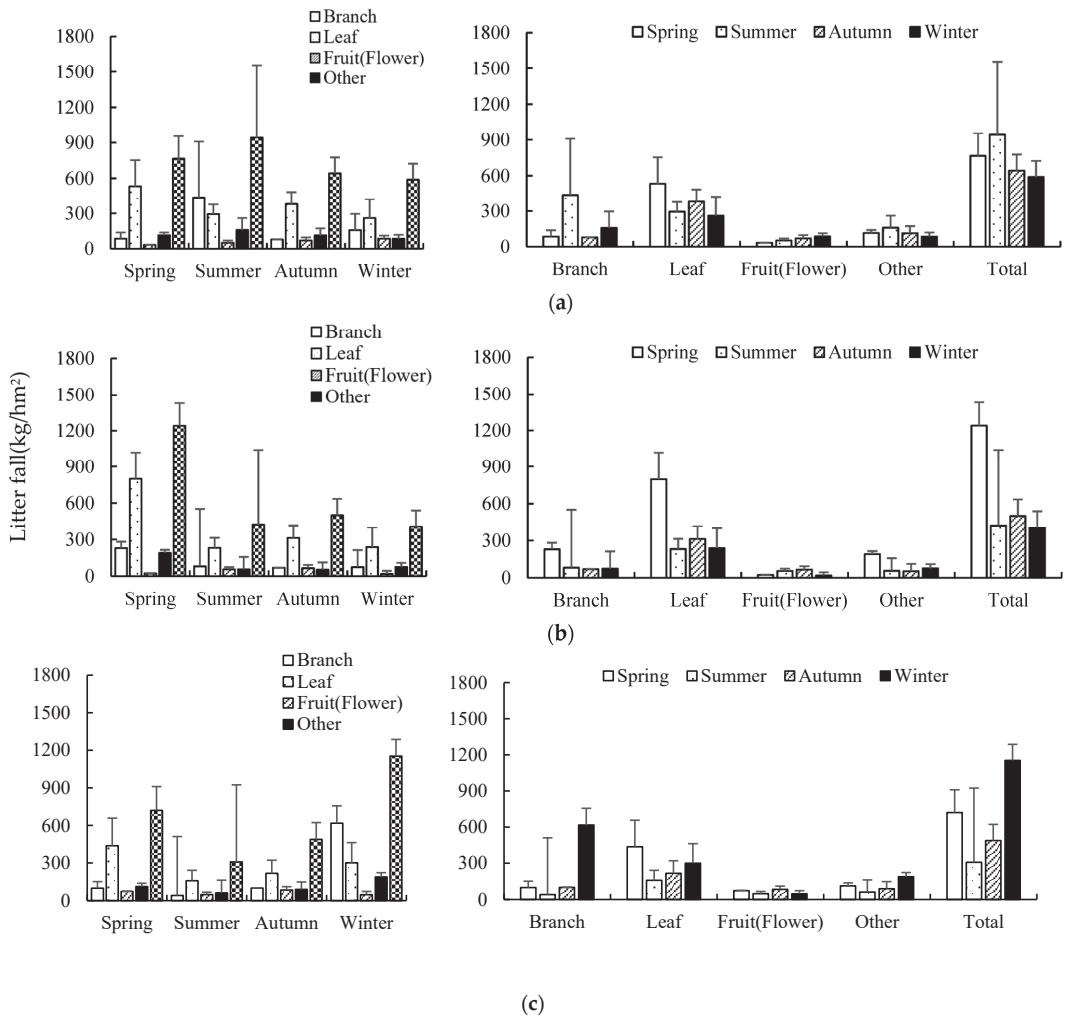 Litter fall(kg/hm²)
Branch
Leaf
Fruit(Flower)
Other
1800
1500
1200
900
600
300
0
Spring Summer Autumn Winter
Spring Summer Autumn Winter
1800
1500
1200
900
600
300
0
Branch Leaf Fruit(Flower) Other Total
(a)
Branch
Leaf
Fruit(Flower)
Other
1800
1500
1200
900
600
300
0
Spring Summer Autumn Winter
Spring Summer Autumn Winter
1800
1500
1200
900
600
300
0
Branch Leaf Fruit(Flower) Other Total
(b)
Branch
Leaf
Fruit(Flower)
Other
1800
1500
1200
900
600
300
0
Spring Summer Autumn Winter
Spring Summer Autumn Winter
1800
1500
1200
900
600
300
0
Branch Leaf Fruit(Flower) Other Total
(c)